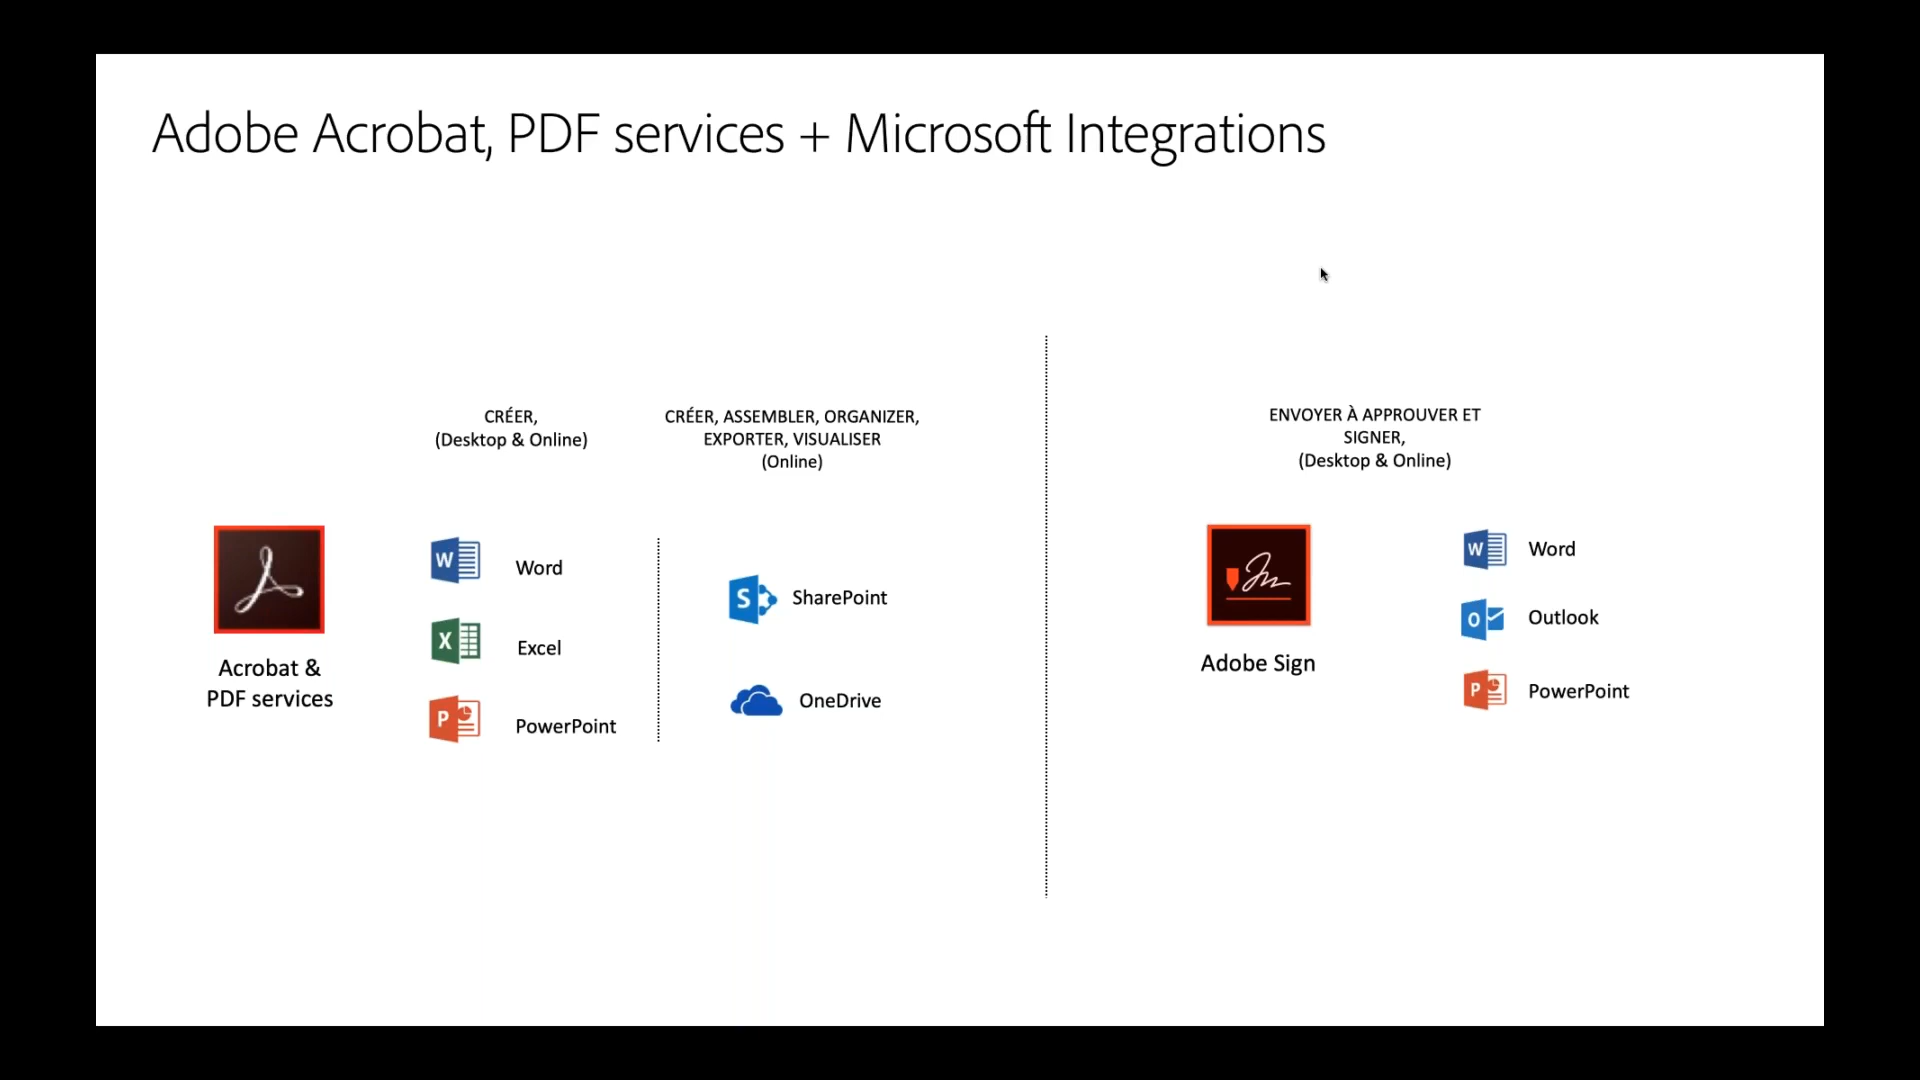 Adobe Acrobat, PDF services + Microsoft Integrations
CRÉER,
(Desktop & Online)
CRÉER, ASSEMBLER, ORGANIZER,
EXPORTER, VISUALISER
(Online)
Acrobat &
PDF services
W Word
X Excel
P PowerPoint
S SharePoint
OneDrive
ENVOYER À APPROUVER ET
SIGNER,
(Desktop & Online)
Adobe Sign
W Word
O Outlook
P PowerPoint